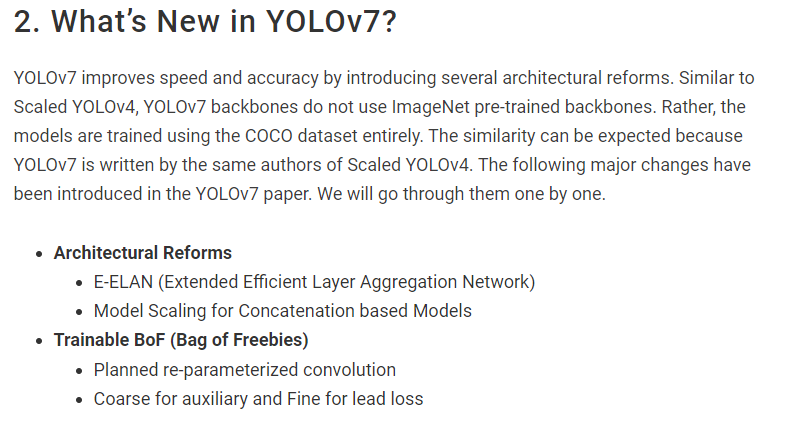 2. What's New in YOLOv7?
YOLOv7 improves speed and accuracy by introducing several architectural reforms. Similar to
Scaled YOLOv4, YOLOv7 backbones do not use ImageNet pre-trained backbones. Rather, the
models are trained using the COCO dataset entirely. The similarity can be expected because
YOLOv7 is written by the same authors of Scaled YOLOv4. The following major changes have
been introduced in the YOLOv7 paper. We will go through them one by one.
• Architectural Reforms
• E-ELAN (Extended Efficient Layer Aggregation Network)
• Model Scaling for Concatenation based Models
• Trainable BoF (Bag of Freebies)
• Planned re-parameterized convolution
• Coarse for auxiliary and Fine for lead loss